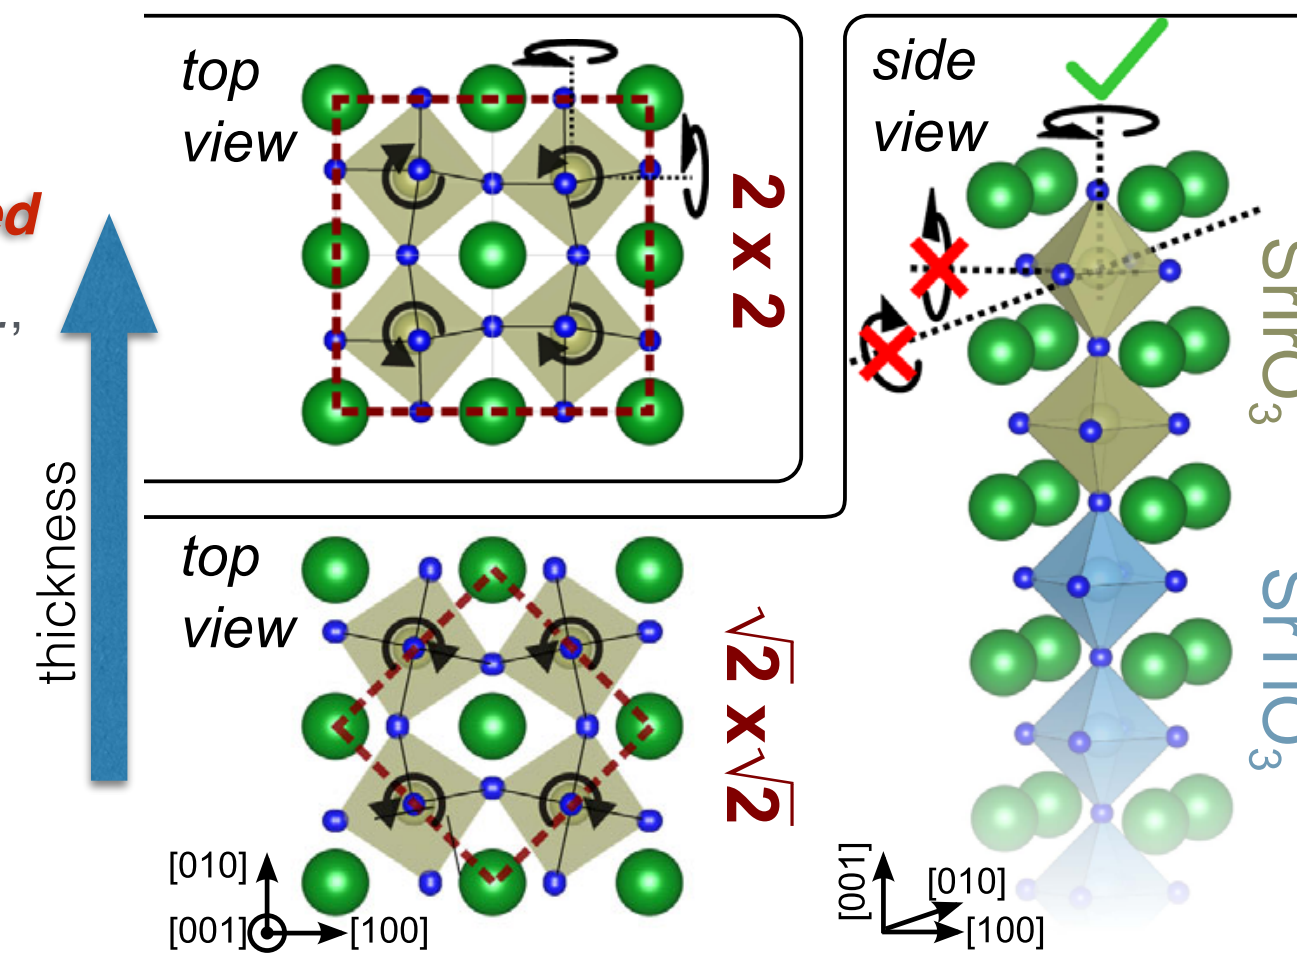 top
view
2 x 2
side
view
SrIrO3
thickness
top
view
√2 x √2
SrTiO3
[010]
[001]
[100]
[001]
[010]
[100]